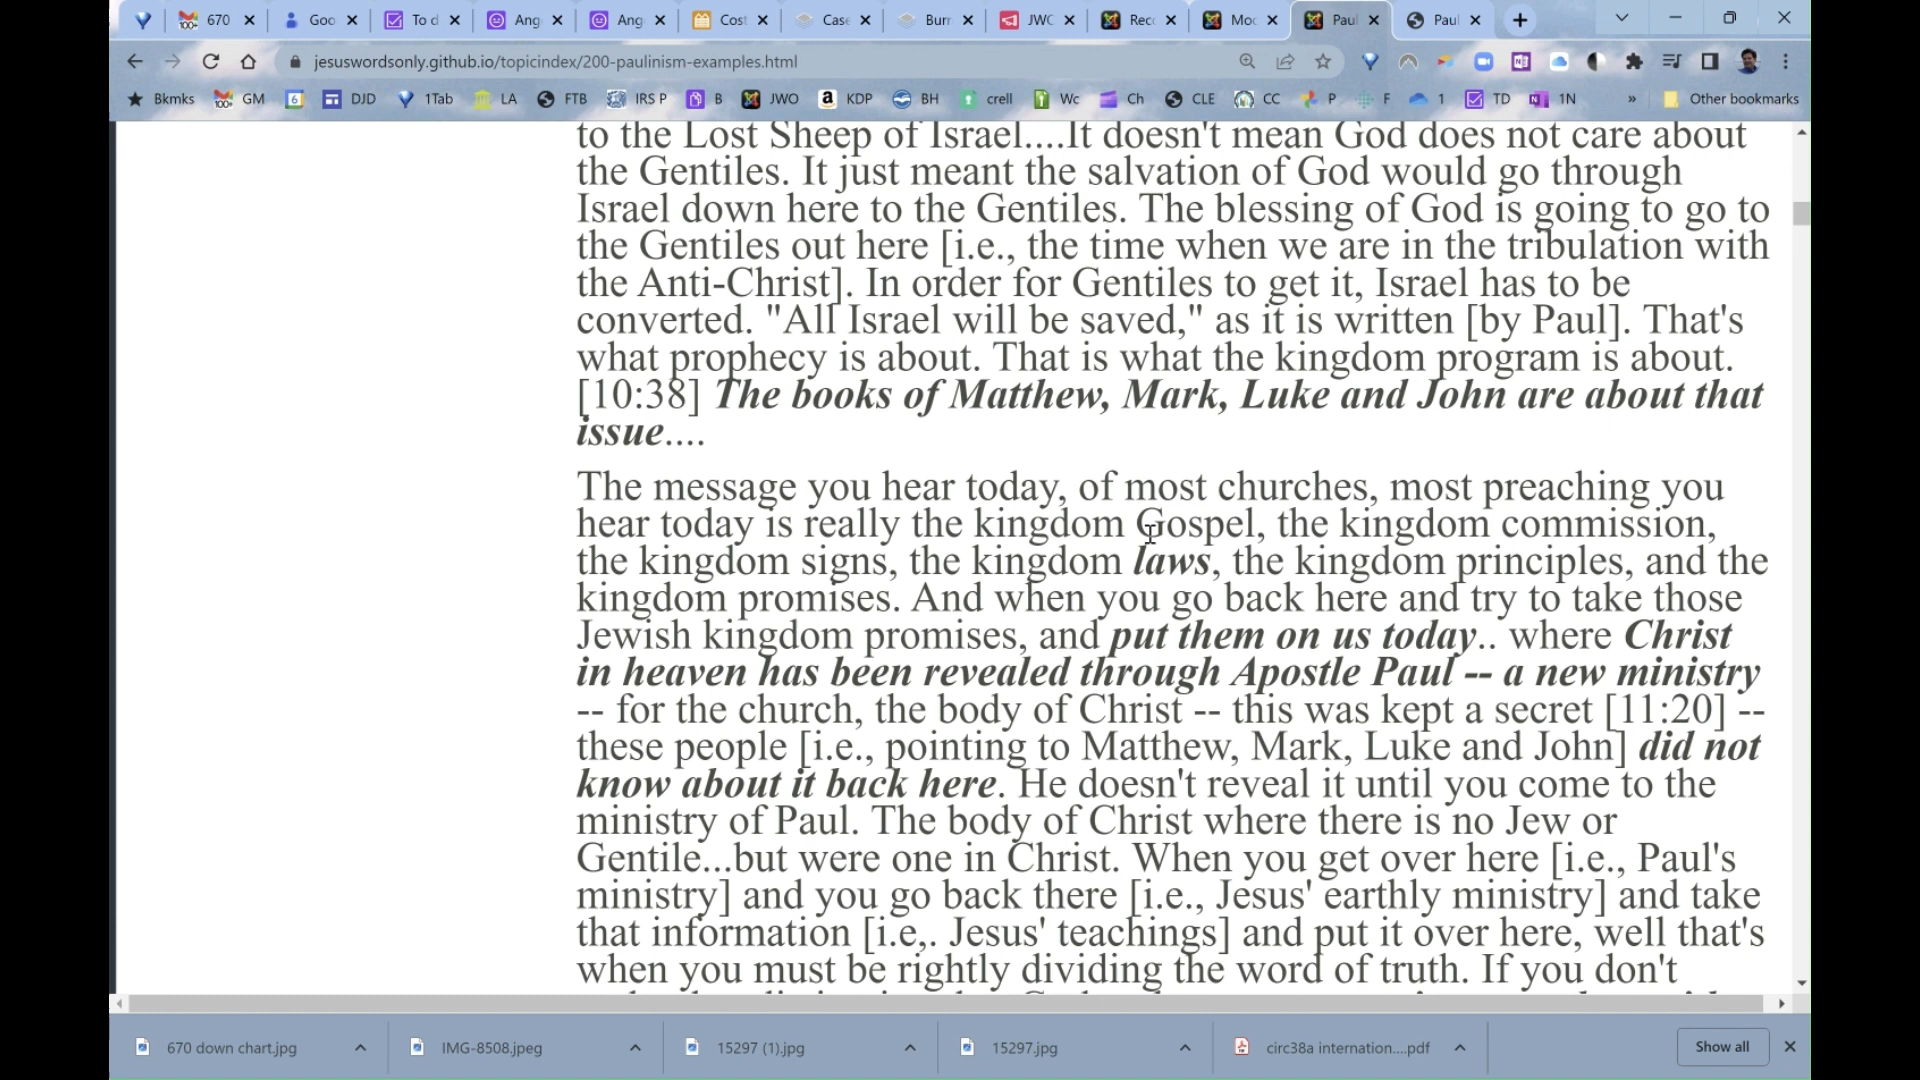 670
Goo
To d
Ang
Ang
Cost
Case
Burr
JWC
Rec
Moc
Paul
Paul
jesuswordsonly.github.io/topicindex/200-paulinism-examples.html
Bkmks
GM
DJD
1Tab
LA
FTB
IRS P
B
JWO
KDP
BH
crell
Wc
Ch
CLE
CC
P
F
1
TD
1N
»
Other bookmarks
to the Lost Sheep of Israel....It doesn't mean God does not care about
the Gentiles. It just meant the salvation of God would go through
Israel down here to the Gentiles. The blessing of God is going to go to
the Gentiles out here [i.e., the time when we are in the tribulation with
the Anti-Christ]. In order for Gentiles to get it, Israel has to be
converted. "All Israel will be saved," as it is written [by Paul]. That's
what prophecy is about. That is what the kingdom program is about.
[10:38] The books of Matthew, Mark, Luke and John are about that
issue....
The message you hear today, of most churches, most preaching you
hear today is really the kingdom Gospel, the kingdom commission,
the kingdom signs, the kingdom laws, the kingdom principles, and the
kingdom promises. And when you go back here and try to take those
Jewish kingdom promises, and put them on us today.. where Christ
in heaven has been revealed through Apostle Paul -- a new ministry
-- for the church, the body of Christ -- this was kept a secret [11:20] --
these people [i.e., pointing to Matthew, Mark, Luke and John] did not
know about it back here. He doesn't reveal it until you come to the
ministry of Paul. The body of Christ where there is no Jew or
Gentile...but were one in Christ. When you get over here [i.e., Paul's
ministry] and you go back there [i.e., Jesus' earthly ministry] and take
that information [i.e,. Jesus' teachings] and put it over here, well that's
when you must be rightly dividing the word of truth. If you don't
670 down chart.jpg
IMG-8508.jpeg
15297 (1).jpg
15297.jpg
circ38a internation....pdf
Show all